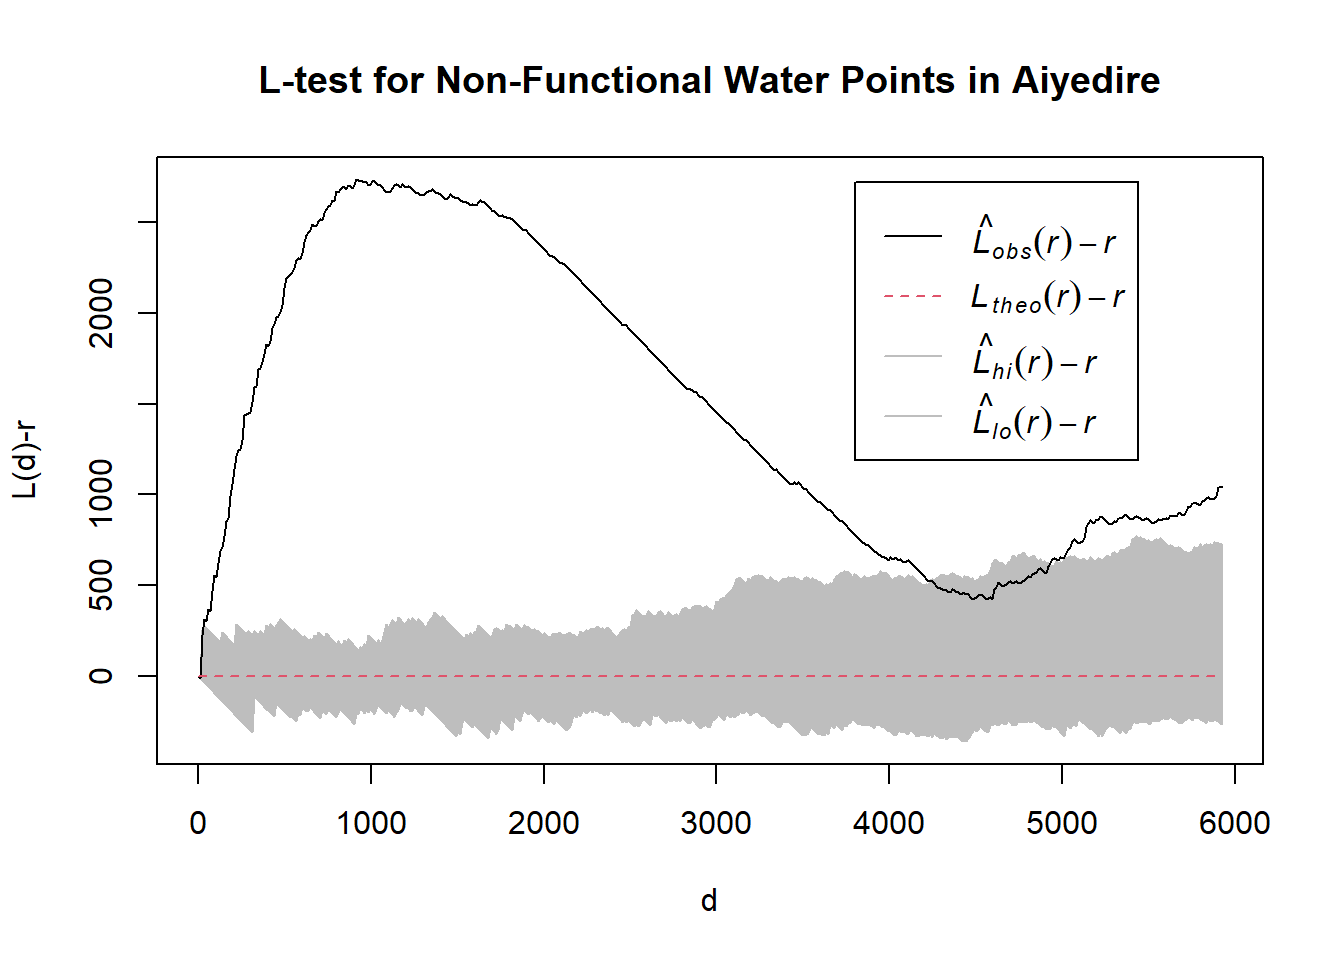 L-test for Non-Functional Water Points in Aiyedire
L(d)-r
2000
1000
500
0
L̂obs(r) − r
Ltheo(r) − r
L̂hi(r) − r
L̂lo(r) − r
0 1000 2000 3000 4000 5000 6000
d